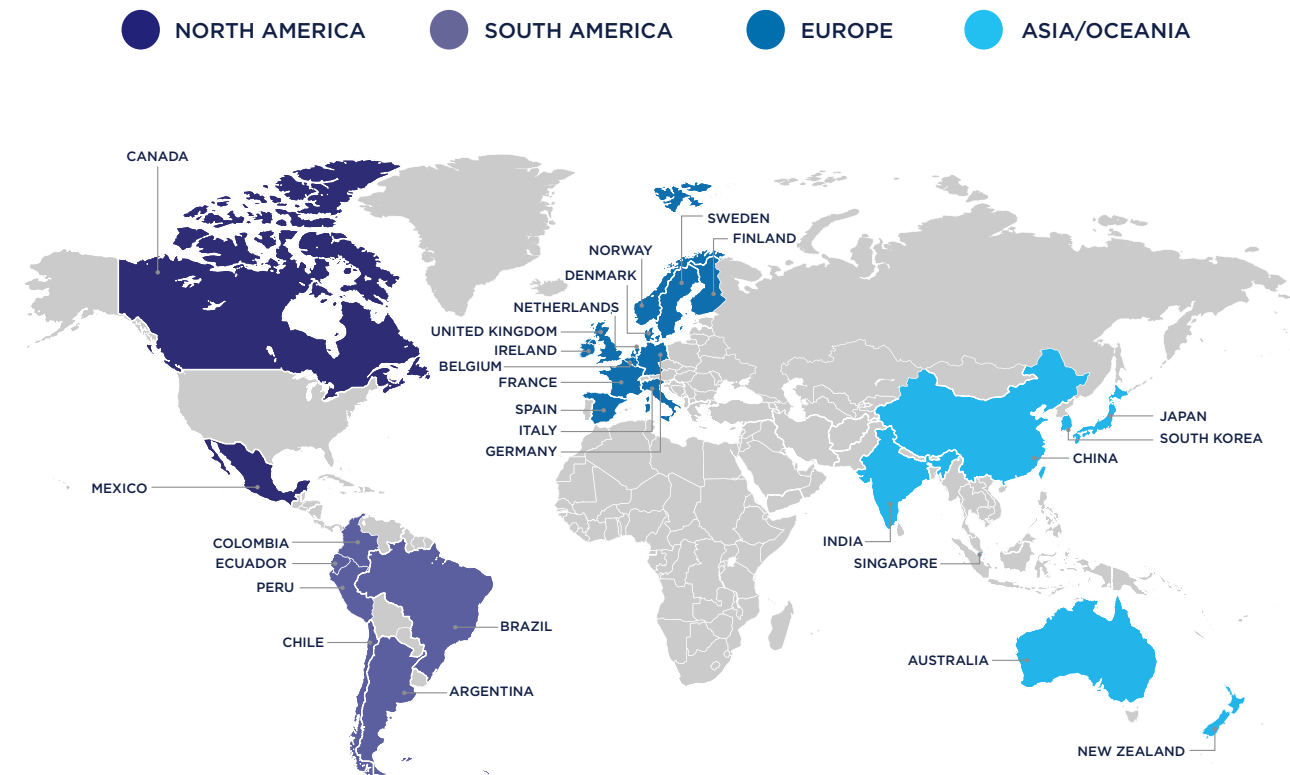 NORTH AMERICA
SOUTH AMERICA
EUROPE
ASIA/OCEANIA
CANADA
SWEDEN
FINLAND
NORWAY
DENMARK
NETHERLANDS
UNITED KINGDOM
IRELAND
BELGIUM
FRANCE
SPAIN
ITALY
GERMANY
JAPAN
SOUTH KOREA
CHINA
MEXICO
COLOMBIA
ECUADOR
PERU
INDIA
SINGAPORE
BRAZIL
CHILE
AUSTRALIA
ARGENTINA
NEW ZEALAND